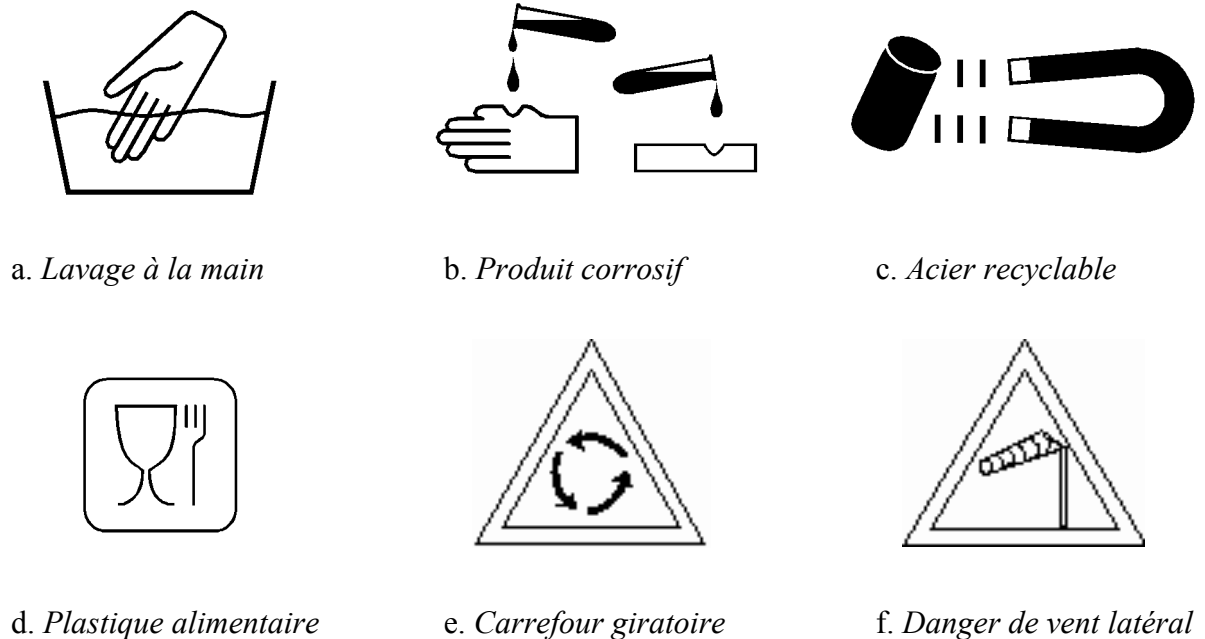 a. Lavage à la main
b. Produit corrosif
c. Acier recyclable
d. Plastique alimentaire
e. Carrefour giratoire
f. Danger de vent latéral